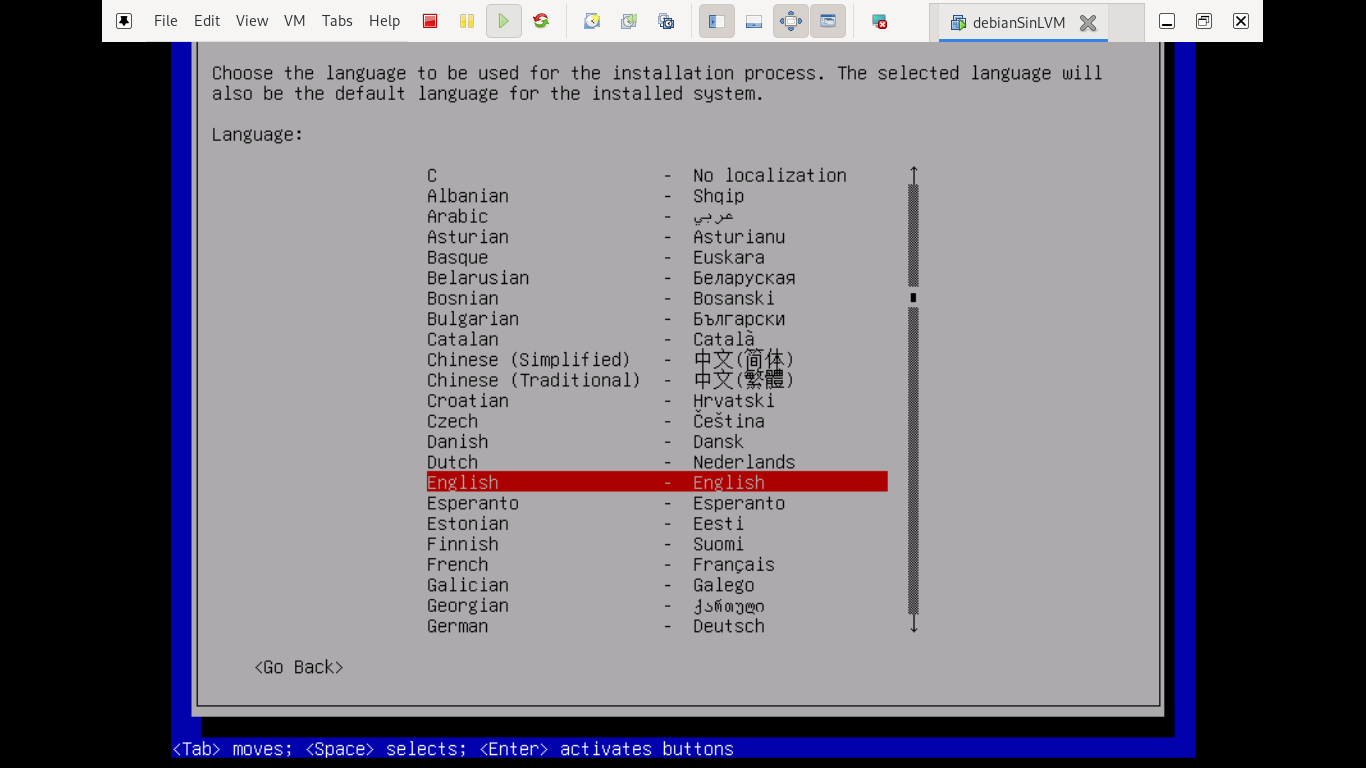 File Edit View VM Tabs Help debianSinLVM
Choose the language to be used for the installation process. The selected language will
also be the default language for the installed system.
Language:
C - No localization
Albanian - Shqip
Arabic - عربي
Asturian - Asturianu
Basque - Euskara
Belarusian - Беларуская
Bosnian - Bosanski
Bulgarian - Български
Catalan - Català
Chinese (Simplified) - 中文(简体)
Chinese (Traditional) - 中文(繁體)
Croatian - Hrvatski
Czech - Čeština
Danish - Dansk
Dutch - Nederlands
English - English
Esperanto - Esperanto
Estonian - Eesti
Finnish - Suomi
French - Français
Galician - Galego
Georgian - ქართული
German - Deutsch
<Go Back>
<Tab> moves; <Space> selects; <Enter> activates buttons